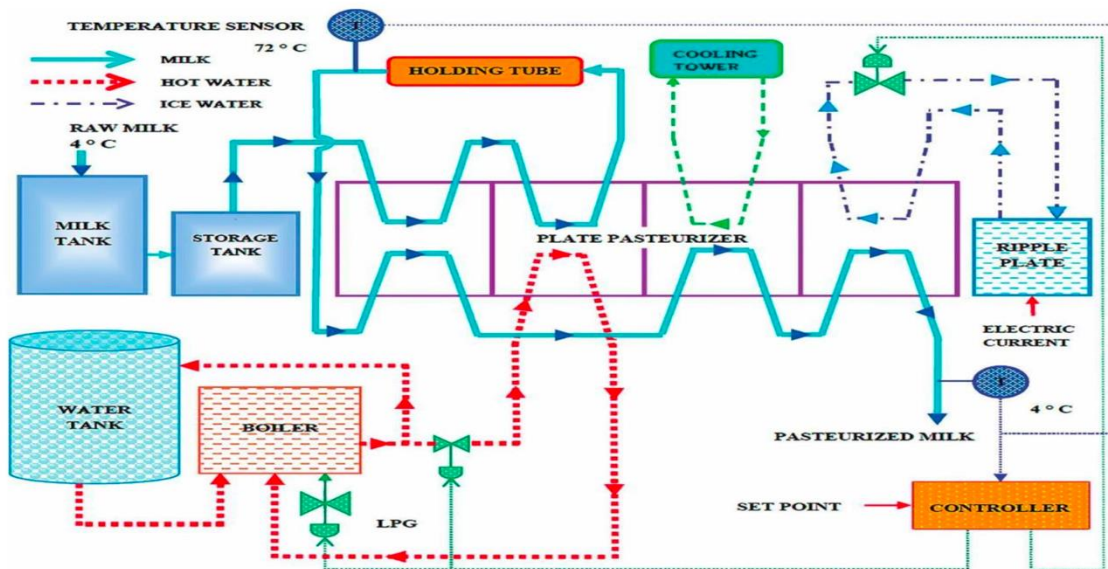 TEMPERATURE SENSOR
T
72 ° C
MILK
HOT WATER
ICE WATER
HOLDING TUBE
COOLING
TOWER
RAW MILK
4 ° C
MILK
TANK
STORAGE
TANK
PLATE PASTEURIZER
RIPPLE
PLATE
ELECTRIC
CURRENT
WATER
TANK
BOILER
T
4 ° C
PASTEURIZED MILK
LPG
SET POINT
CONTROLLER